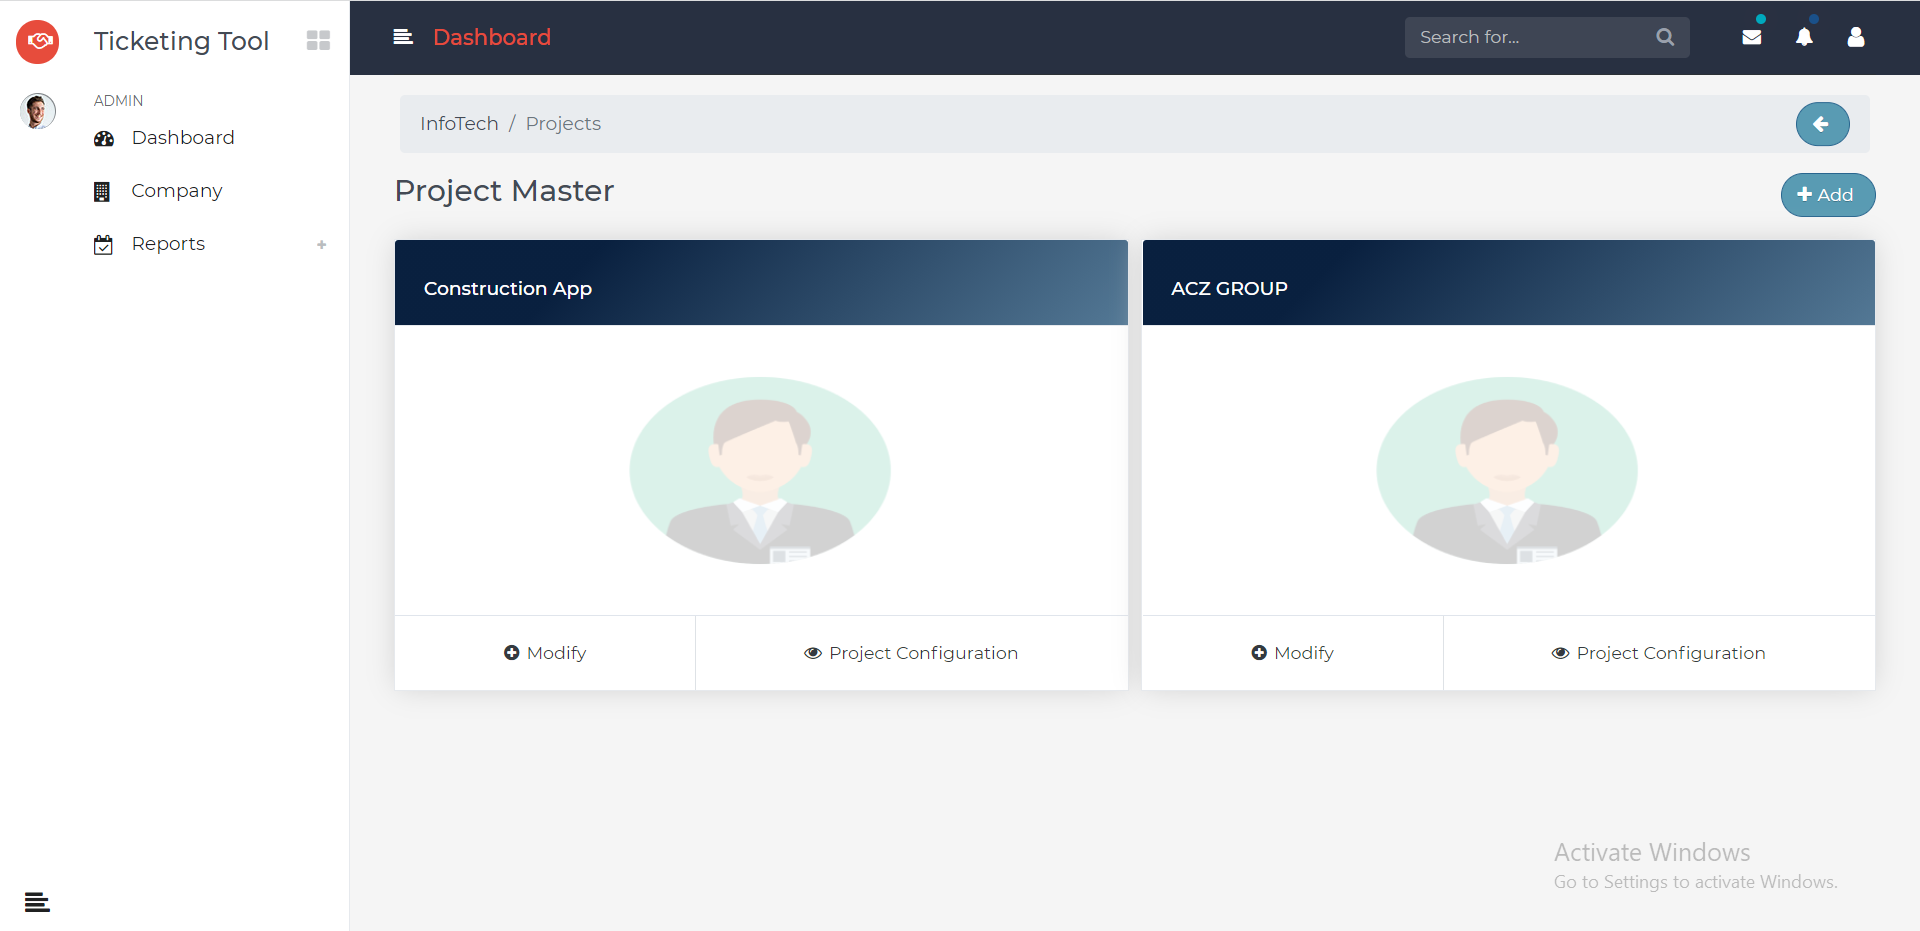 Ticketing Tool
ADMIN
Dashboard
Company
Reports
Dashboard
Search for...
InfoTech / Projects
Project Master
Add
Construction App
Modify
Project Configuration
ACZ GROUP
Modify
Project Configuration
Activate Windows
Go to Settings to activate Windows.